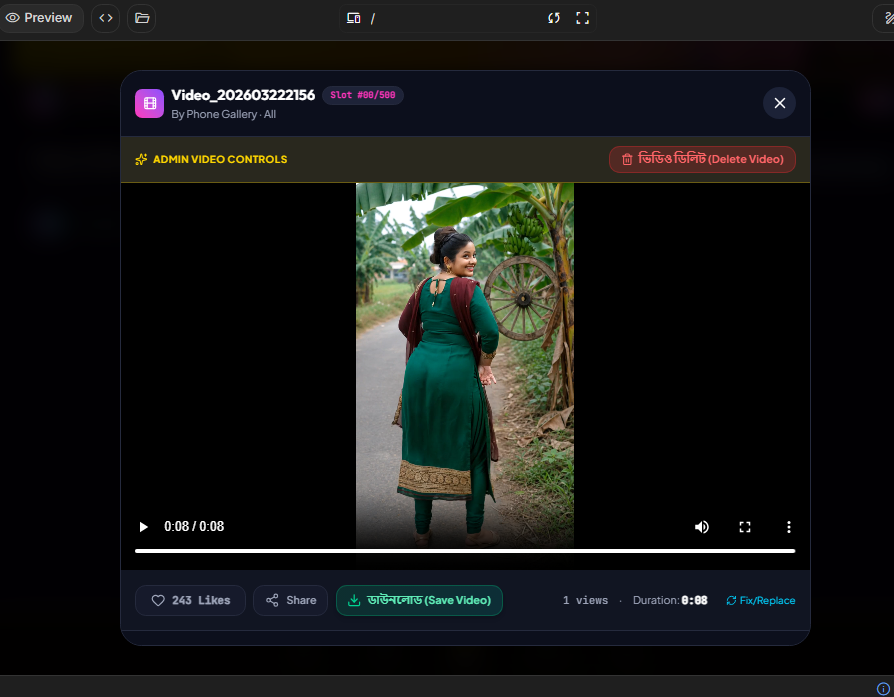 Preview
/
Video_202603222156 Slot #00/500
By Phone Gallery · All
ADMIN VIDEO CONTROLS
ভিডিও ডিলিট (Delete Video)
0:08 / 0:08
243 Likes
Share
ডাউনলোড (Save Video)
1 views · Duration: 0:08
Fix/Replace